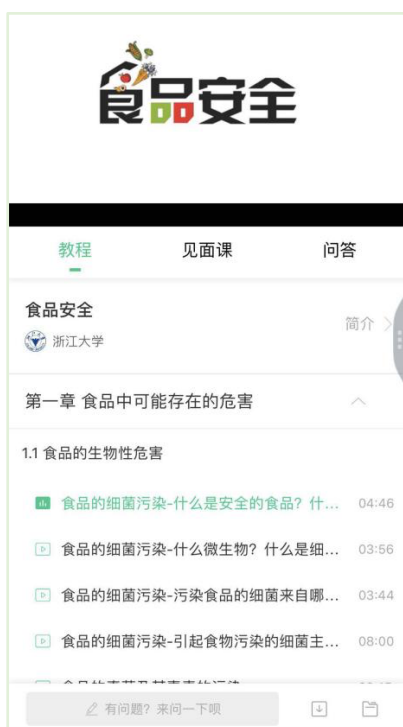 食品安全
教程 见面课 问答
食品安全
浙江大学
简介
第一章 食品中可能存在的危害
1.1 食品的生物性危害
食品的细菌污染-什么是安全的食品？什... 04:46
食品的细菌污染-什么微生物？什么是细... 03:56
食品的细菌污染-污染食品的细菌来自哪... 03:44
食品的细菌污染-引起食物污染的细菌主... 08:00
有问题？来问一下呗